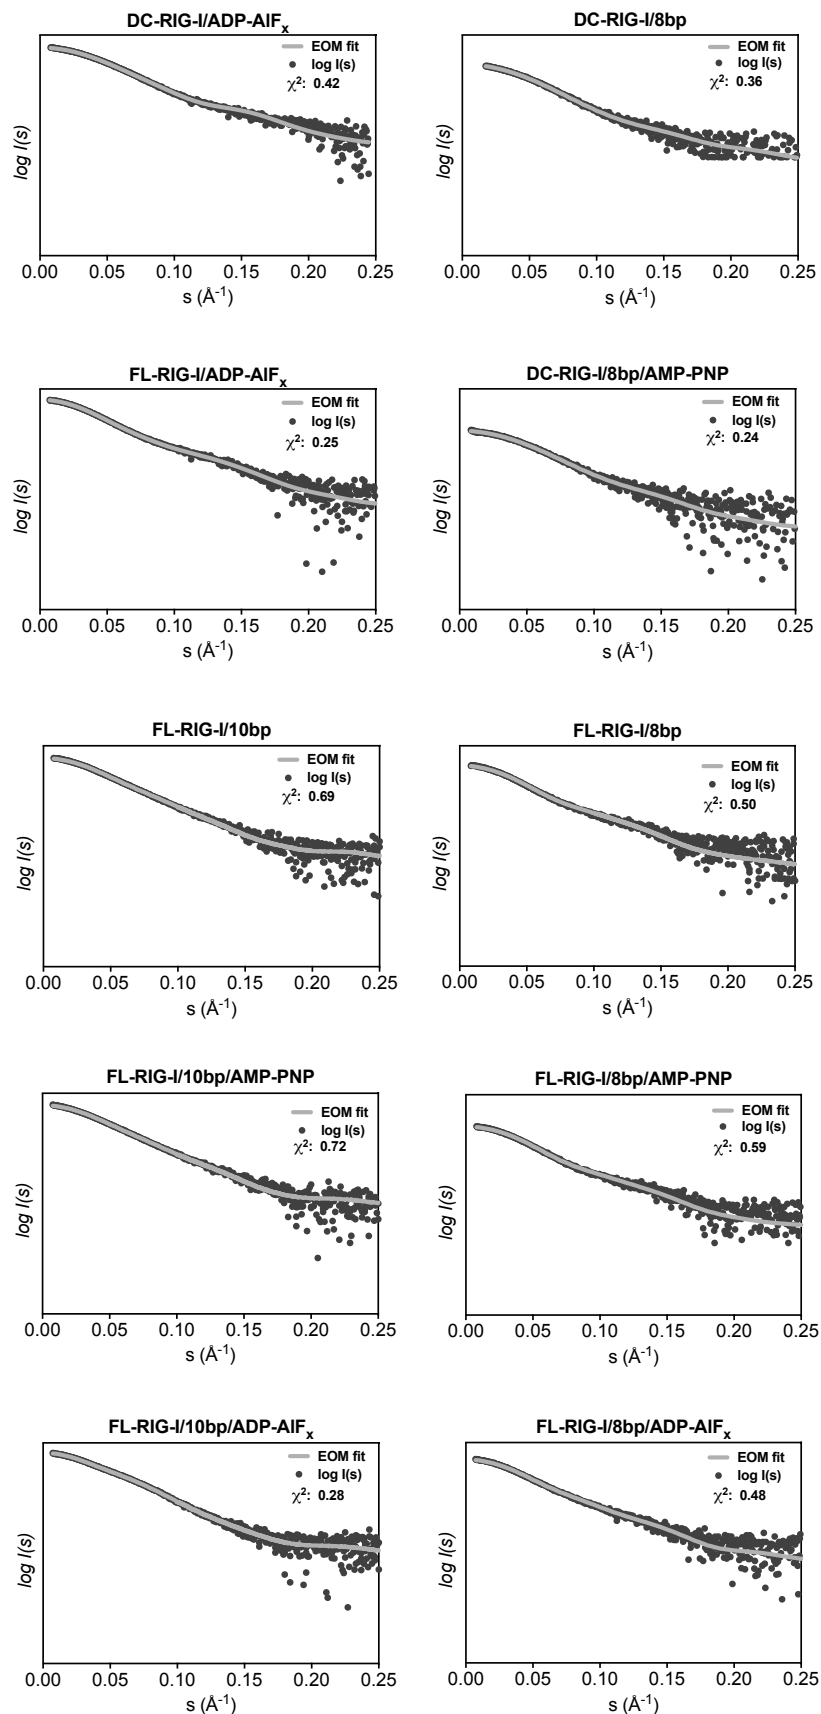 DC-RIG-I/ADP-AlFx
EOM fit
log I(s)
χ2: 0.42
log I(s)
0.00 0.05 0.10 0.15 0.20 0.25
s (Å-1)
DC-RIG-I/8bp
EOM fit
log I(s)
χ2: 0.36
log I(s)
0.00 0.05 0.10 0.15 0.20 0.25
s (Å-1)
FL-RIG-I/ADP-AlFx
EOM fit
log I(s)
χ2: 0.25
log I(s)
0.00 0.05 0.10 0.15 0.20 0.25
s (Å-1)
DC-RIG-I/8bp/AMP-PNP
EOM fit
log I(s)
χ2: 0.24
log I(s)
0.00 0.05 0.10 0.15 0.20 0.25
s (Å-1)
FL-RIG-I/10bp
EOM fit
log I(s)
χ2: 0.69
log I(s)
0.00 0.05 0.10 0.15 0.20 0.25
s (Å-1)
FL-RIG-I/8bp
EOM fit
log I(s)
χ2: 0.50
log I(s)
0.00 0.05 0.10 0.15 0.20 0.25
s (Å-1)
FL-RIG-I/10bp/AMP-PNP
EOM fit
log I(s)
χ2: 0.72
log I(s)
0.00 0.05 0.10 0.15 0.20 0.25
s (Å-1)
FL-RIG-I/8bp/AMP-PNP
EOM fit
log I(s)
χ2: 0.59
log I(s)
0.00 0.05 0.10 0.15 0.20 0.25
s (Å-1)
FL-RIG-I/10bp/ADP-AlFx
EOM fit
log I(s)
χ2: 0.28
log I(s)
0.00 0.05 0.10 0.15 0.20 0.25
s (Å-1)
FL-RIG-I/8bp/ADP-AlFx
EOM fit
log I(s)
χ2: 0.48
log I(s)
0.00 0.05 0.10 0.15 0.20 0.25
s (Å-1)